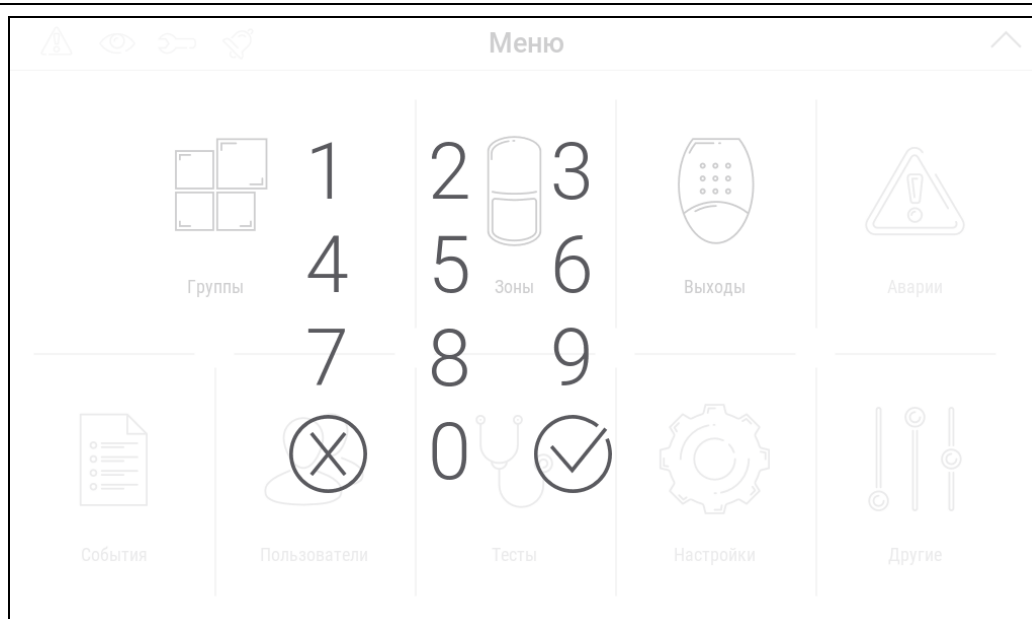 Меню
1 2 3
4 5 6
Группы Зоны Выходы Аварии
7 8 9
0
События Пользователи Тесты Настройки Другие